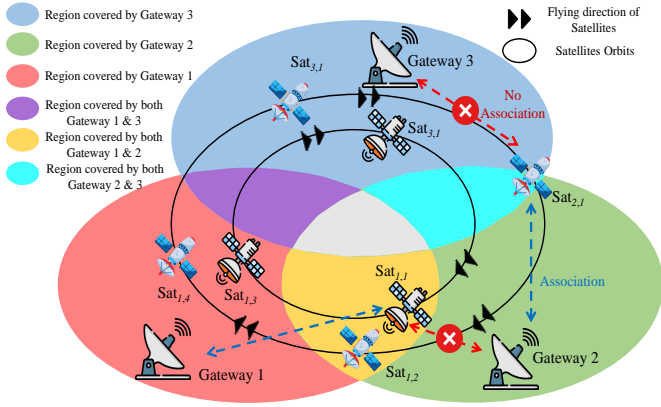 Region covered by Gateway 3
Region covered by Gateway 2
Region covered by Gateway 1
Region covered by both
Gateway 1 & 3
Region covered by both
Gateway 1 & 2
Region covered by both
Gateway 2 & 3
Flying direction of
Satellites
Satellites Orbits
Sat3,1
Gateway 3
No
Association
Sat3,1
Sat2,1
Sat1,1
Association
Sat1,4
Sat1,3
Gateway 1
Sat1,2
Gateway 2